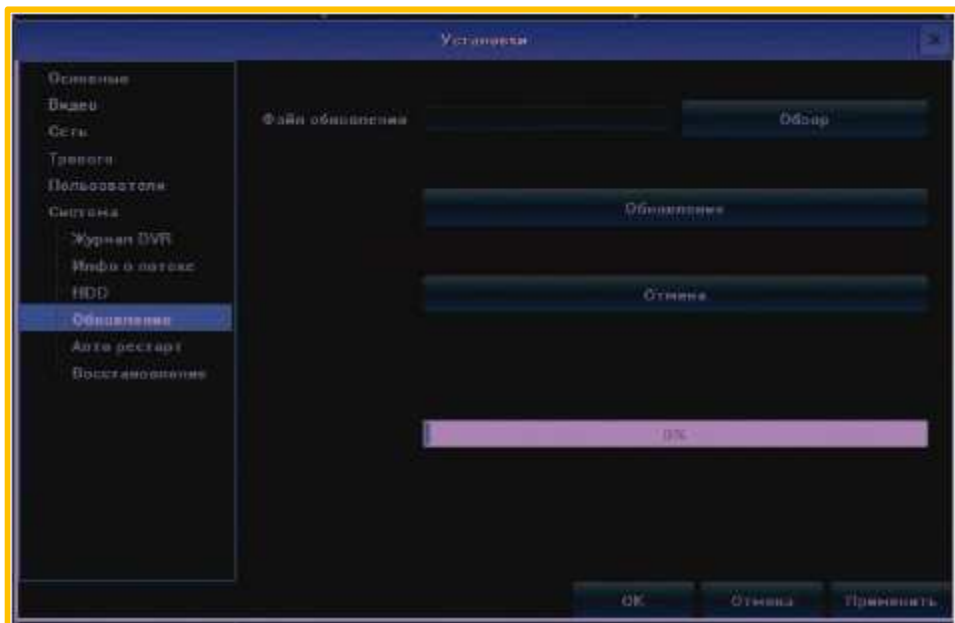 Установки
Основные
Видео
Сеть
Тревога
Пользователи
Система
Журнал DVR
Инфо о потоке
HDD
Обновление
Авто рестарт
Восстановление
Файл обновления
Обзор
Обновление
Отмена
0%
OK
Отмена
Применить